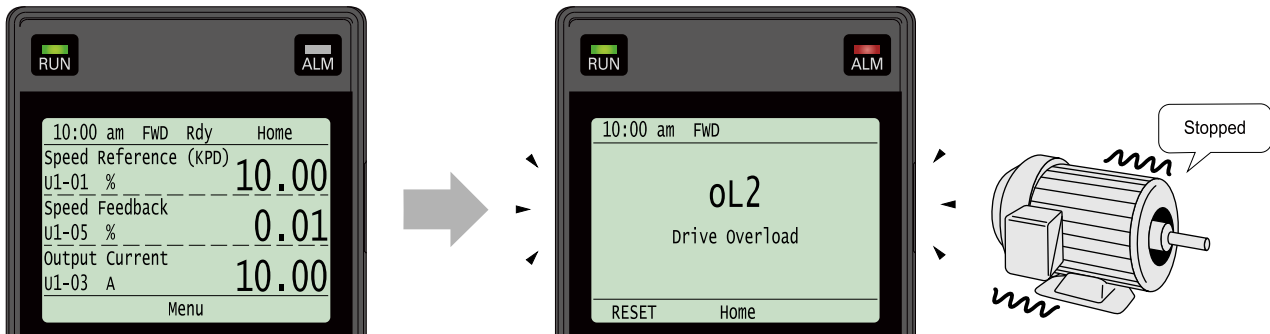 RUN
ALM
10:00 am FWD Rdy Home
Speed Reference (KPD)
U1-01 % 10.00
Speed Feedback
U1-05 % 0.01
Output Current
U1-03 A 10.00
Menu
RUN
ALM
10:00 am FWD
oL2
Drive Overload
RESET Home
Stopped